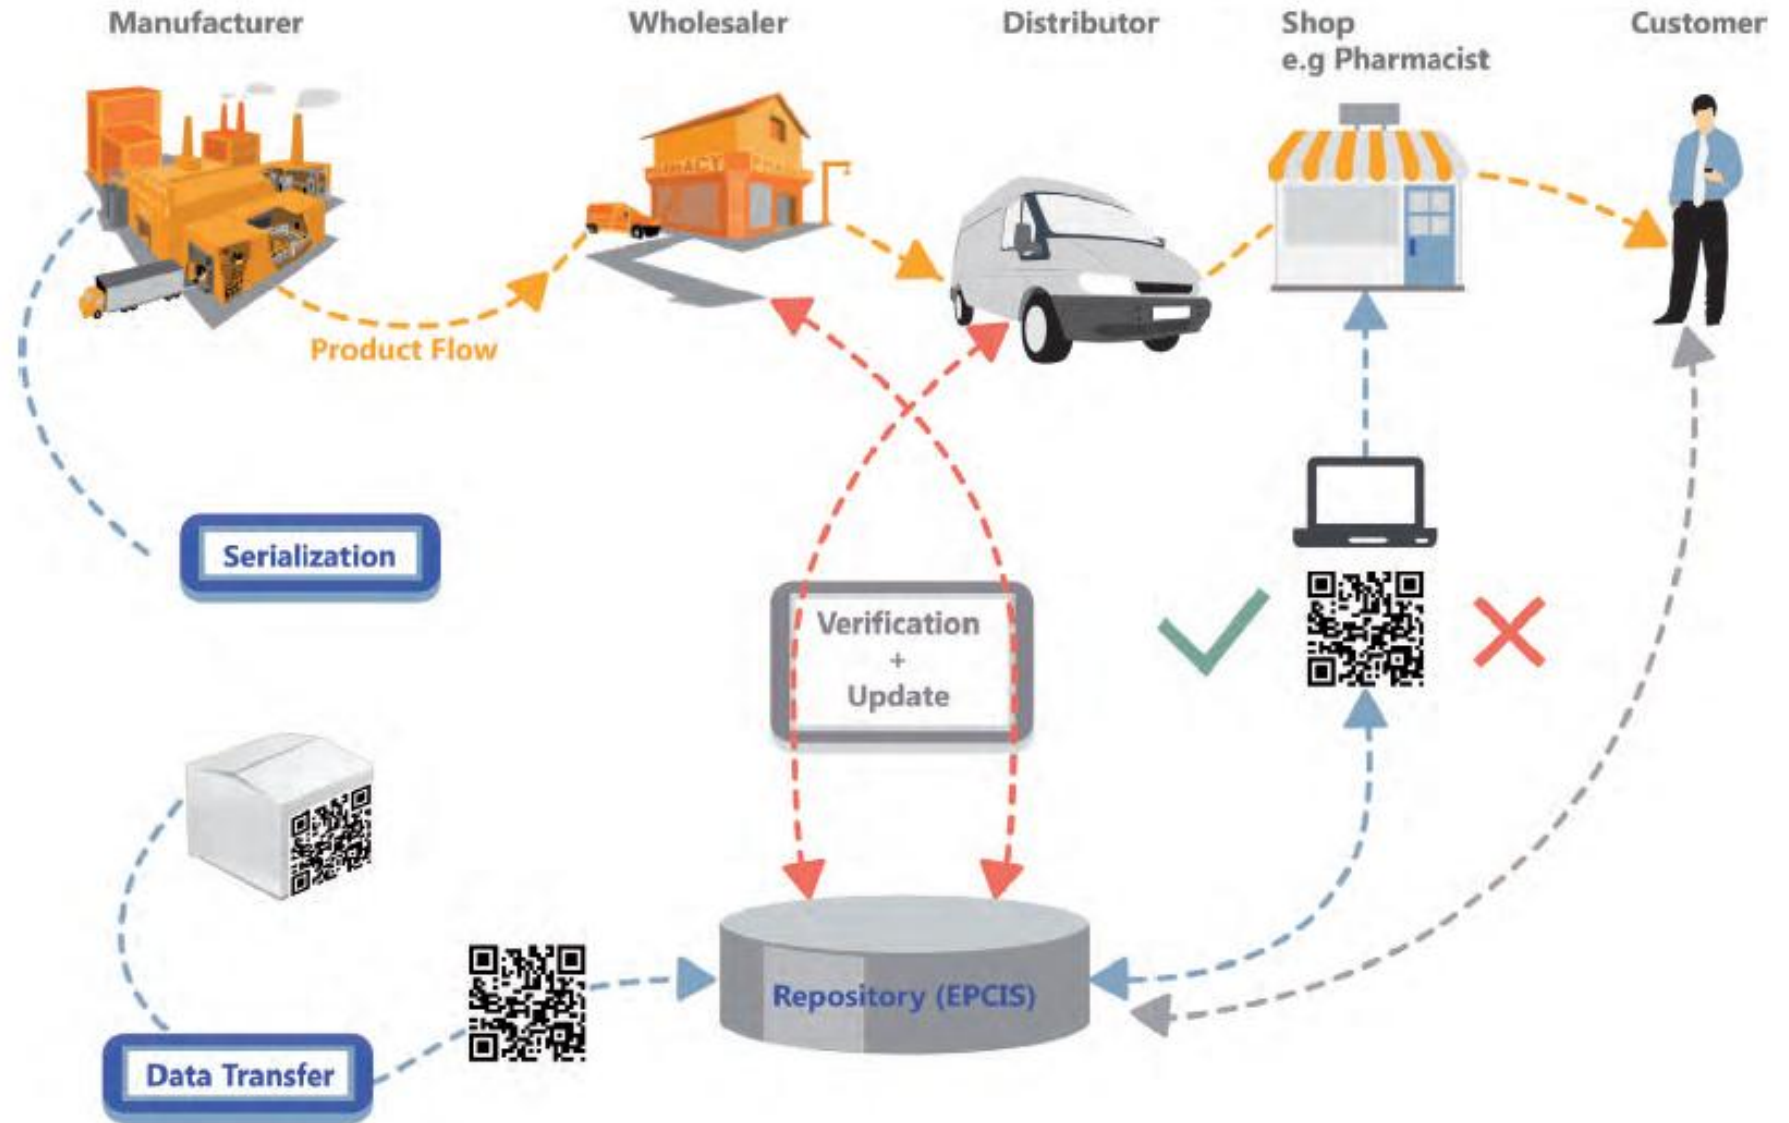 Manufacturer
Wholesaler
Distributor
Shop
e.g Pharmacist
Customer
Product Flow
Serialization
Verification
+
Update
Repository (EPCIS)
Data Transfer